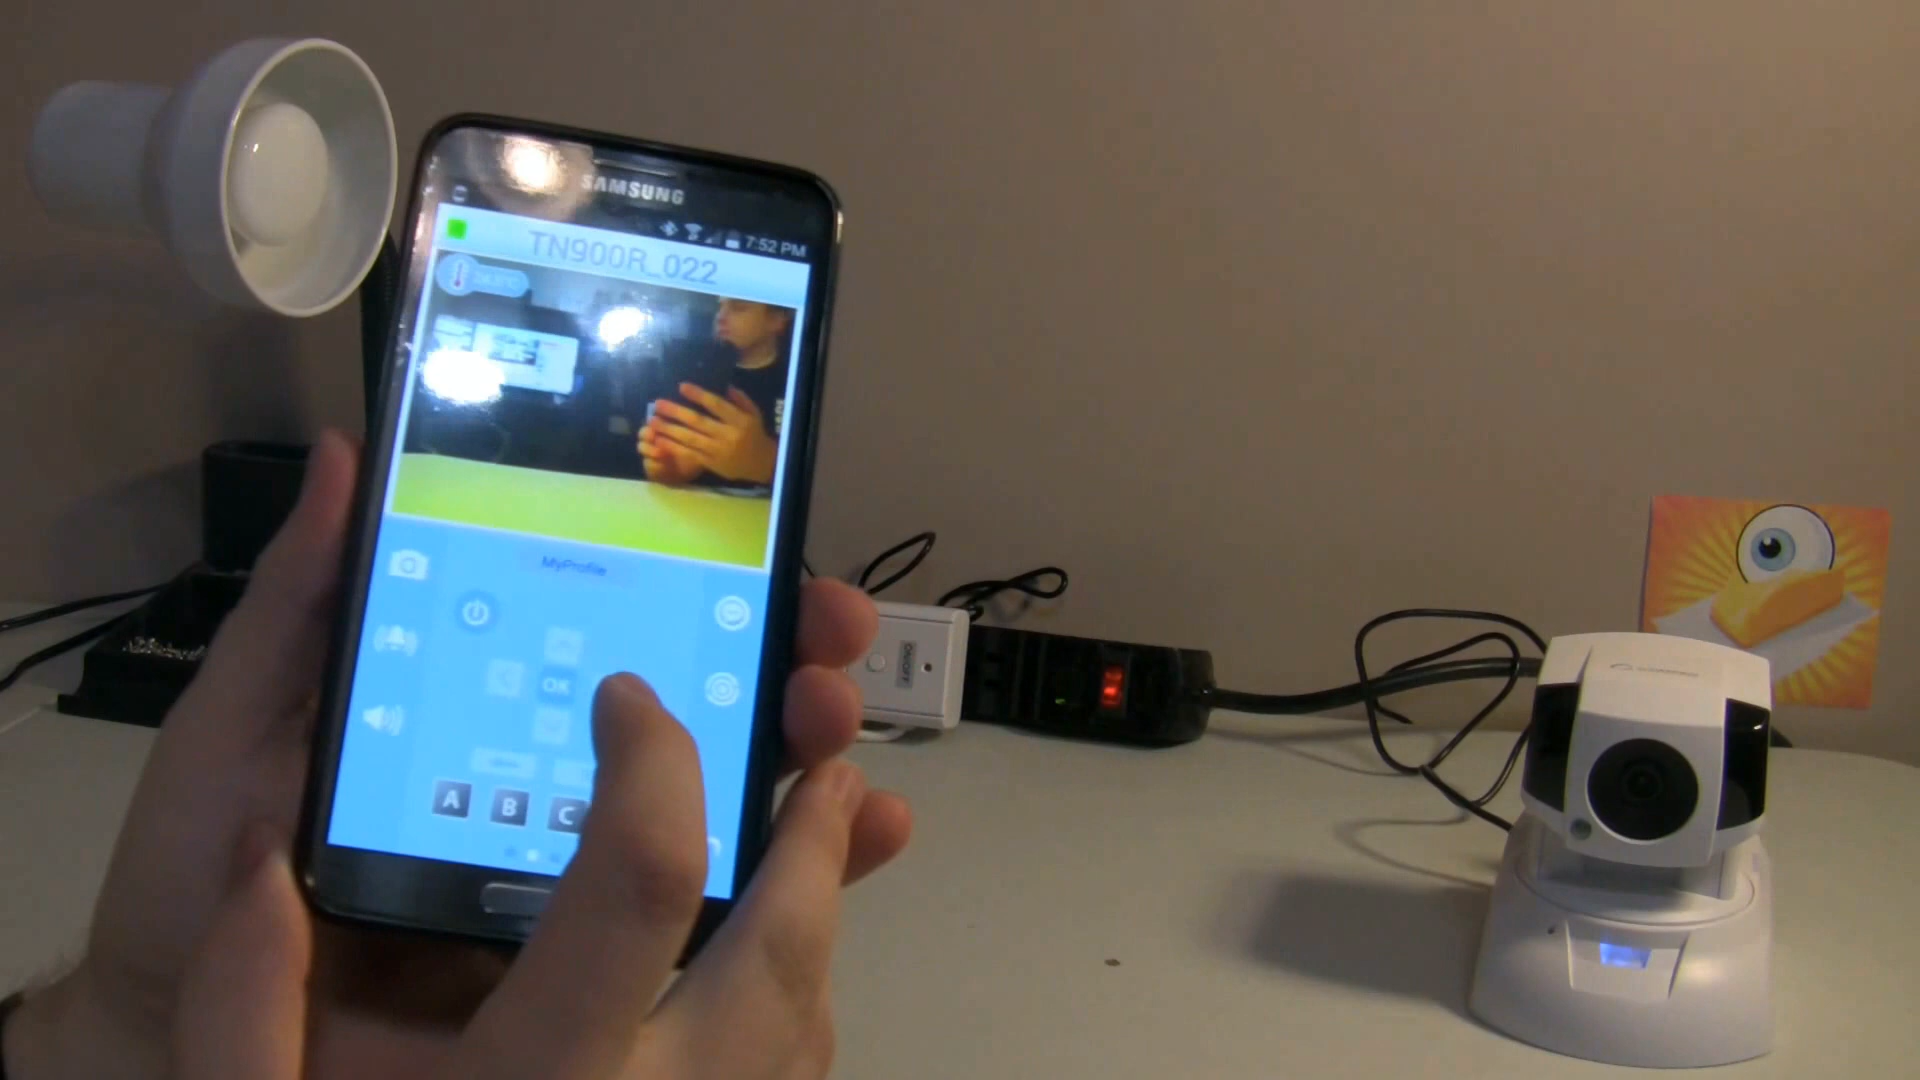 SAMSUNG
7:52 PM
TN900R_022
MyProfile
OK
A B C
ON/OFF